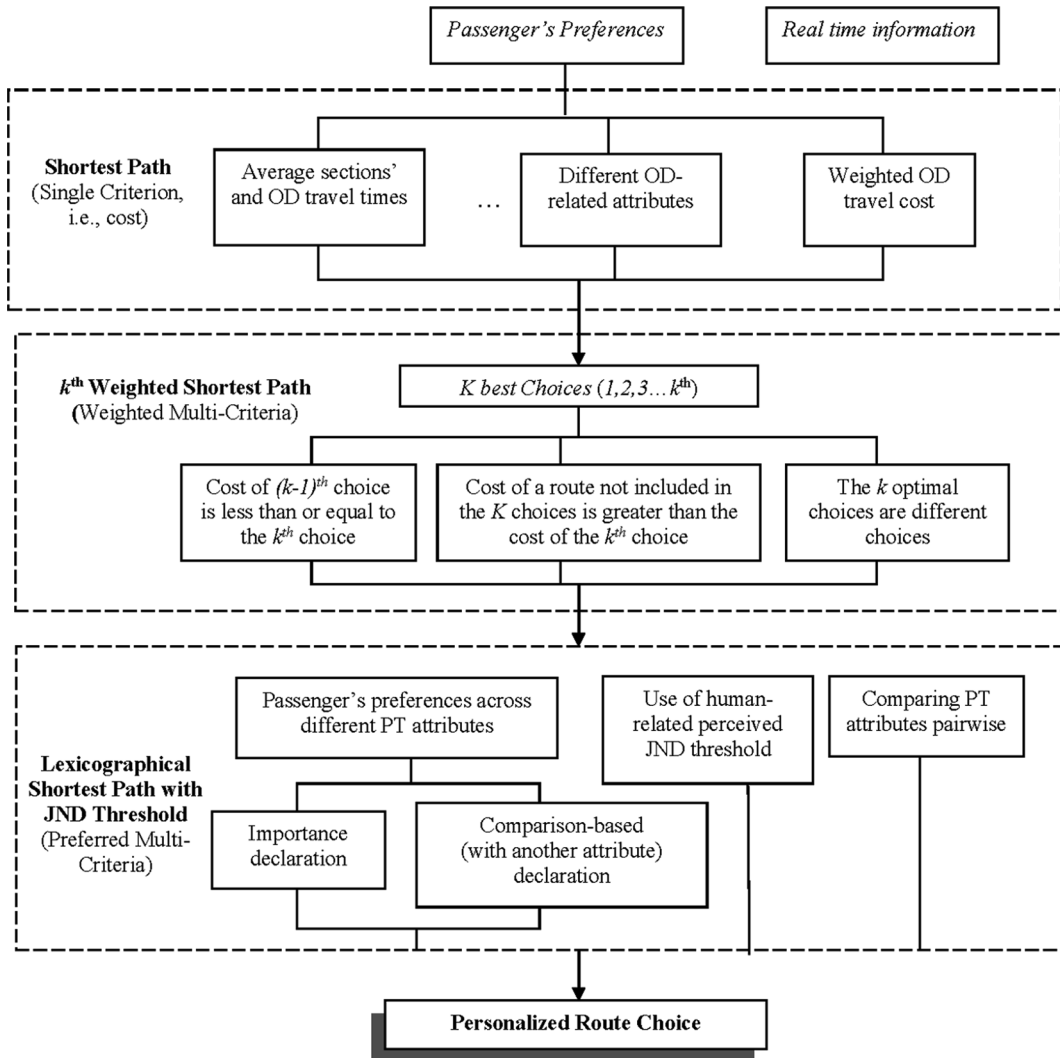 Passenger’s Preferences
Real time information
Shortest Path
(Single Criterion,
i.e., cost)
Average sections’
and OD travel times
…
Different OD-
related attributes
Weighted OD
travel cost
kth Weighted Shortest Path
(Weighted Multi-Criteria)
K best Choices (1,2,3… kth)
Cost of (k-1)th choice
is less than or equal to
the kth choice
Cost of a route not included in
the K choices is greater than the
cost of the kth choice
The k optimal
choices are different
choices
Lexicographical
Shortest Path with
JND Threshold
(Preferred Multi-
Criteria)
Passenger’s preferences across
different PT attributes
Use of human-
related perceived
JND threshold
Comparing PT
attributes pairwise
Importance
declaration
Comparison-based
(with another attribute)
declaration
Personalized Route Choice